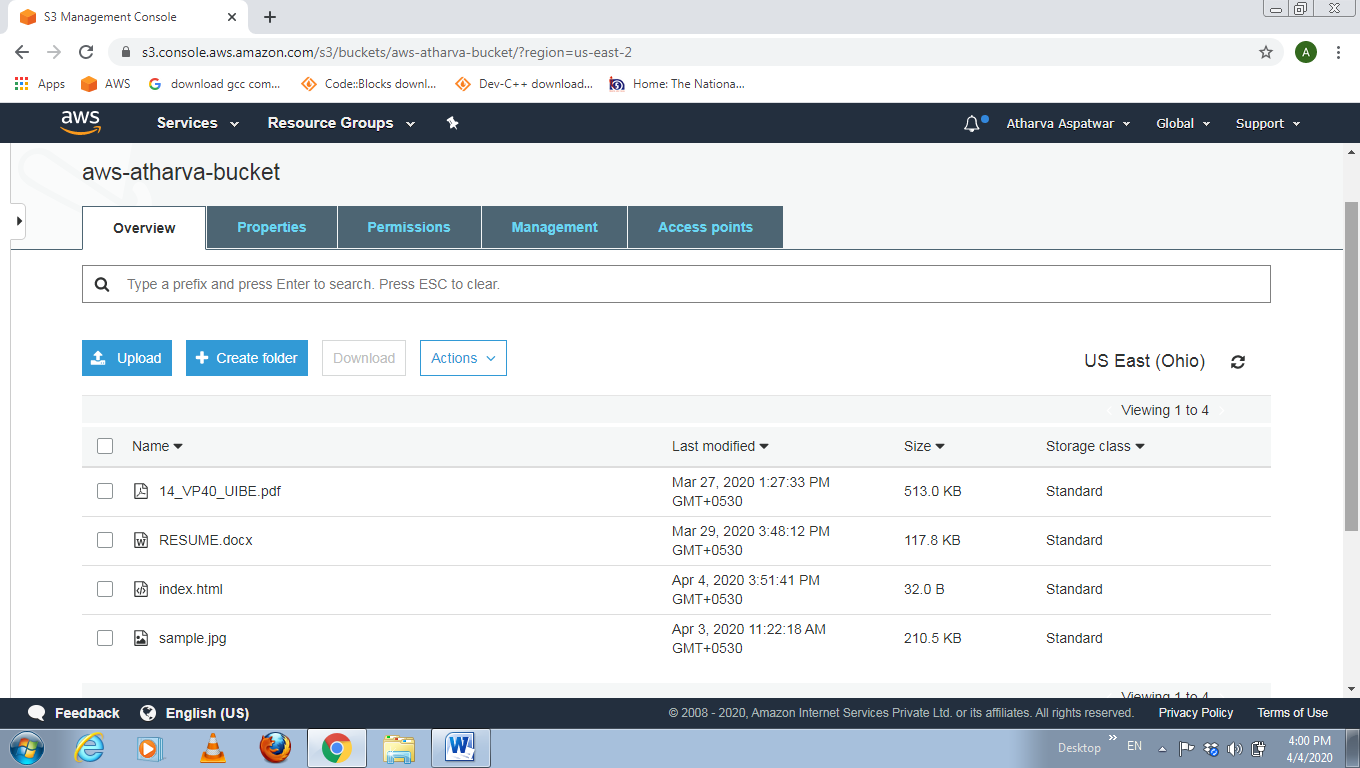 S3 Management Console
s3.console.aws.amazon.com/s3/buckets/aws-atharva-bucket/?region=us-east-2
A
Apps AWS download gcc com... Code::Blocks downl... Dev-C++ download... Home: The Nationa...
aws Services Resource Groups Atharva Aspatwar Global Support
aws-atharva-bucket
Overview Properties Permissions Management Access points
Type a prefix and press Enter to search. Press ESC to clear.
Upload Create folder Download Actions US East (Ohio)
Viewing 1 to 4
Name Last modified Size Storage class
14_VP40_UIBE.pdf Mar 27, 2020 1:27:33 PM 513.0 KB Standard
GMT+0530
RESUME.docx Mar 29, 2020 3:48:12 PM 117.8 KB Standard
GMT+0530
index.html Apr 4, 2020 3:51:41 PM 32.0 B Standard
GMT+0530
sample.jpg Apr 3, 2020 11:22:18 AM 210.5 KB Standard
GMT+0530
Viewing 1 to 4
Feedback English (US) © 2008 - 2020, Amazon Internet Services Private Ltd. or its affiliates. All rights reserved. Privacy Policy Terms of Use
Desktop EN 4:00 PM
4/4/2020